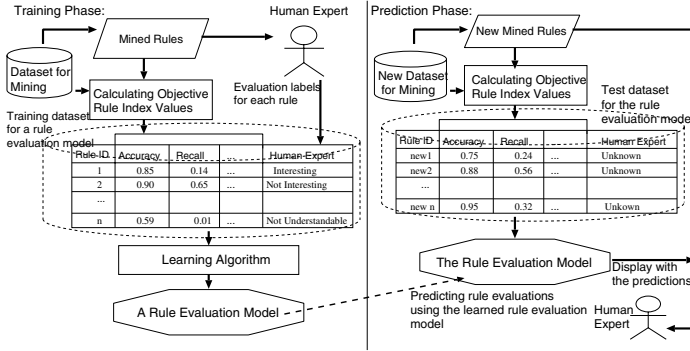 Training Phase:
Human Expert
Mined Rules
Dataset for
Mining
Calculating Objective
Rule Index Values
Evaluation labels
for each rule
Training dataset
for a rule
evaluation model
Rule ID Accuracy Recall ... Human Expert
1 0.85 0.14 ... Interesting
2 0.90 0.65 ... Not Interesting
...
n 0.59 0.01 ... Not Understandable
Learning Algorithm
A Rule Evaluation Model
Prediction Phase:
New Mined Rules
New Dataset
for Mining
Calculating Objective
Rule Index Values
Test dataset
for the rule
evaluation model
Rule ID Accuracy Recall ... Human Expert
new1 0.75 0.24 ... Unknown
new2 0.88 0.56 ... Unknown
...
new n 0.95 0.32 ... Unkown
The Rule Evaluation Model
Display with
the predictions
Predicting rule evaluations
using the learned rule evaluation
model
Human
Expert